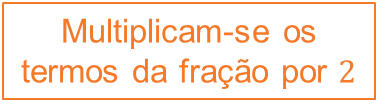 Multiplicam-se os
termos da fração por 2